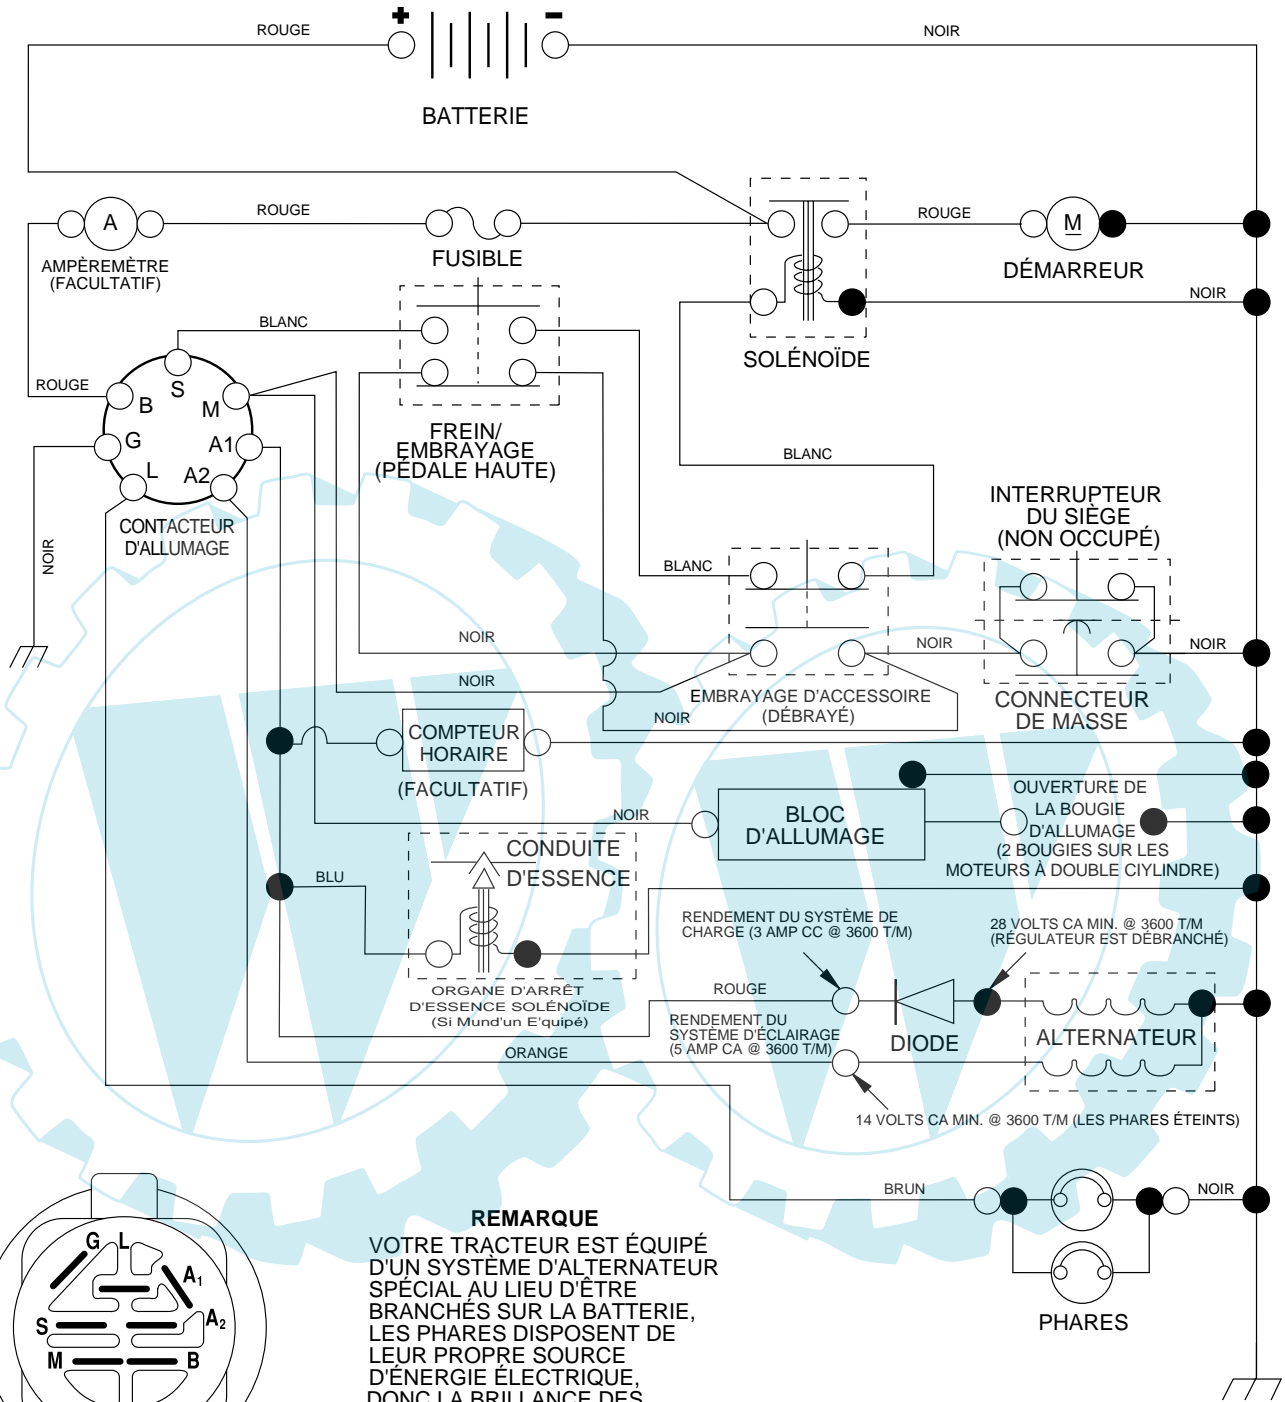 ROUGE
+
-
NOIR
BATTERIE
A
ROUGE
AMPÈREMÈTRE
(FACULTATIF)
FUSIBLE
ROUGE
M
DÉMARREUR
NOIR
SOLÉNOÏDE
BLANC
ROUGE
S
B
M
G
A1
L
A2
FREIN/
EMBRAYAGE
(PÉDALE HAUTE)
BLANC
CONTACTEUR
D'ALLUMAGE
NOIR
INTERRUPTEUR
DU SIÈGE
(NON OCCUPÉ)
BLANC
NOIR
NOIR
NOIR
NOIR
EMBRAYAGE D'ACCESSOIRE
(DÉBRAYÉ)
CONNECTEUR
DE MASSE
NOIR
COMPTEUR
HORAIRE
(FACULTATIF)
NOIR
BLOC
D'ALLUMAGE
OUVERTURE DE
LA BOUGIE
D'ALLUMAGE
(2 BOUGIES SUR LES
MOTEURS À DOUBLE CIYLINDRE)
CONDUITE
D'ESSENCE
BLU
RENDEMENT DU SYSTÈME DE
CHARGE (3 AMP CC @ 3600 T/M)
28 VOLTS CA MIN. @ 3600 T/M
(RÉGULATEUR EST DÉBRANCHÉ)
ORGANE D'ARRÊT
D'ESSENCE SOLÉNOÏDE
(Si Mund'un E'quipé)
ROUGE
RENDEMENT DU
SYSTÈME D'ÉCLAIRAGE
(5 AMP CA @ 3600 T/M)
DIODE
ALTERNATEUR
ORANGE
14 VOLTS CA MIN. @ 3600 T/M (LES PHARES ÉTEINTS)
BRUN
NOIR
PHARES
G L
A1
A2
S
M
B
REMARQUE
VOTRE TRACTEUR EST ÉQUIPÉ
D'UN SYSTÈME D'ALTERNATEUR
SPÉCIAL AU LIEU D'ÊTRE
BRANCHÉS SUR LA BATTERIE,
LES PHARES DISPOSENT DE
LEUR PROPRE SOURCE
D'ÉNERGIE ÉLECTRIQUE,
DONC LA BRILLANCE DES